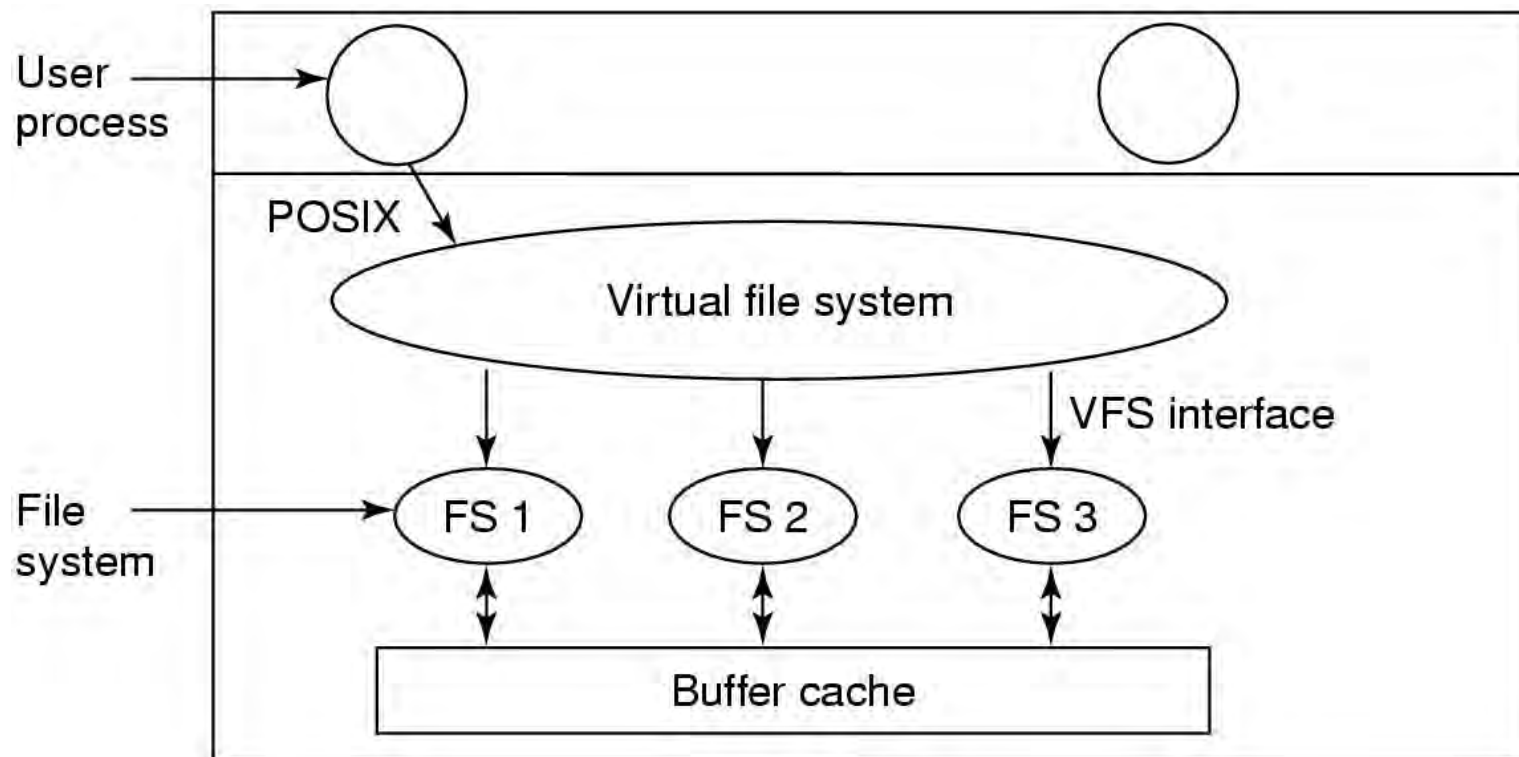 User
process
POSIX
Virtual file system
VFS interface
File
system
FS 1
FS 2
FS 3
Buffer cache